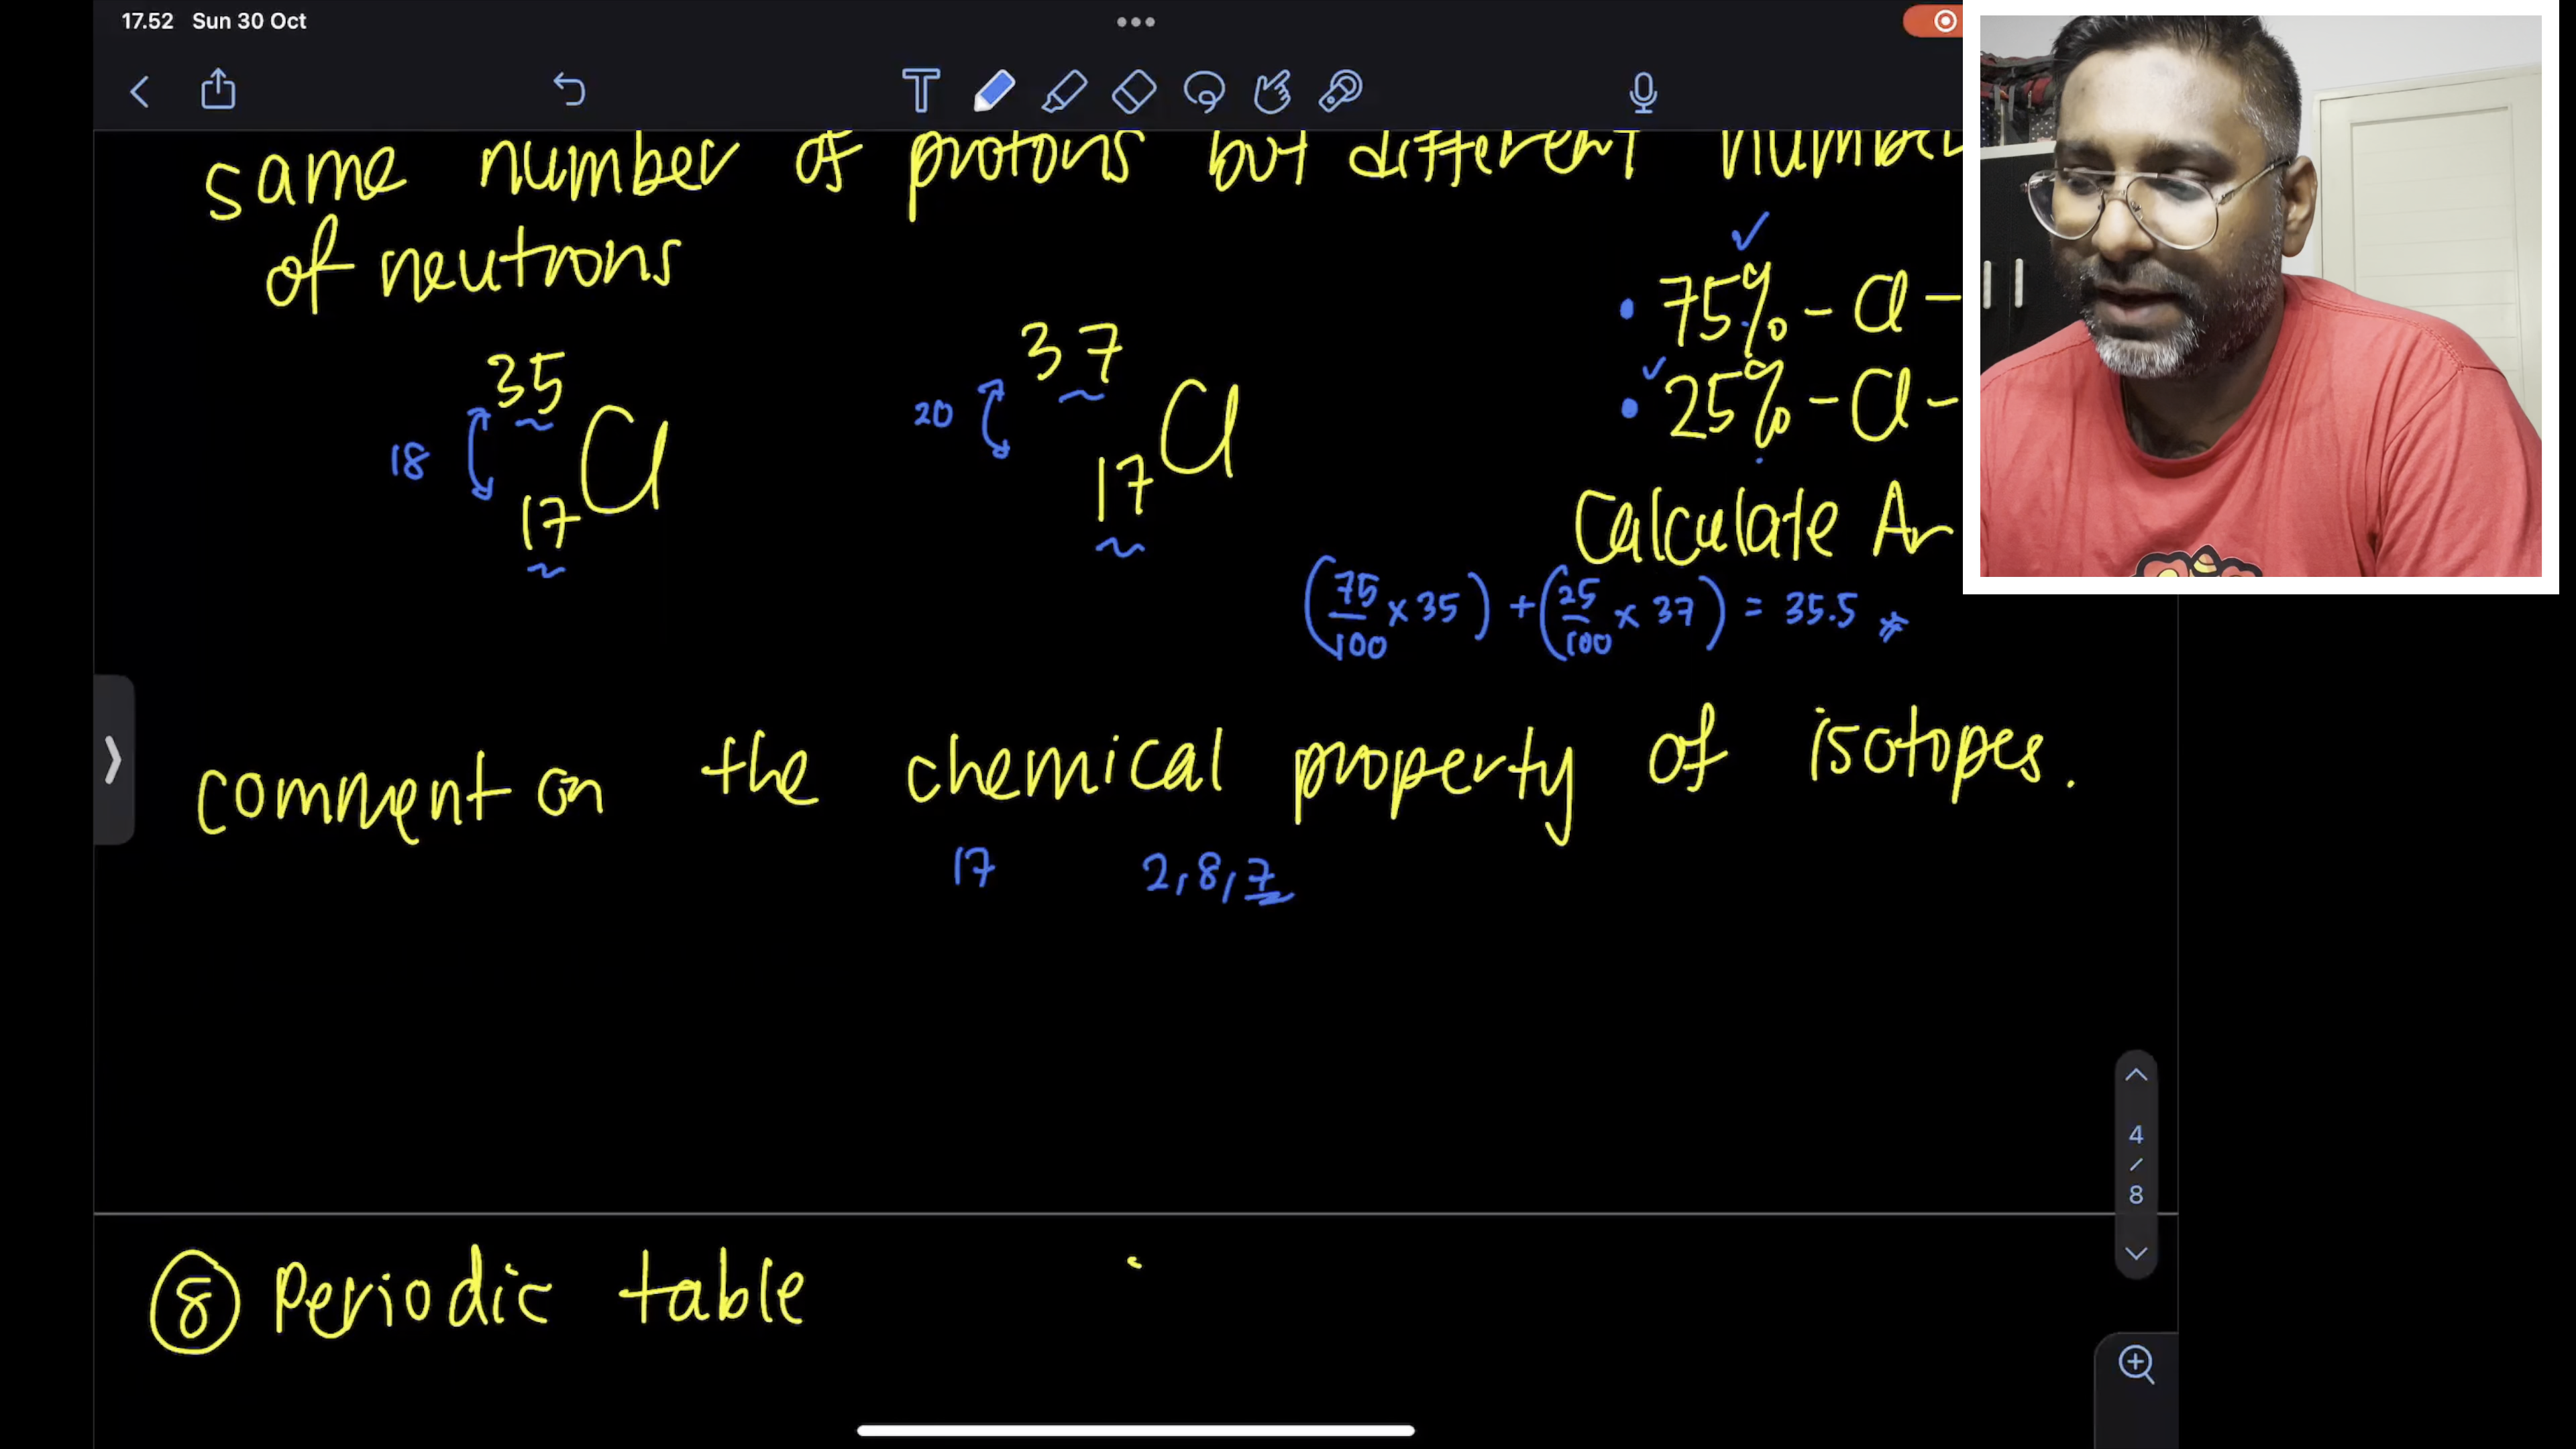 17.52 Sun 30 Oct
same number of protons but different number
of neutrons
75% - Cl -
25% - Cl -
35
17 Cl
18
37
17 Cl
20
Calculate Ar
(75/100 x 35) + (25/100 x 37) = 35.5 *
comment on the chemical property of isotopes.
17 2,8,7
4
/
8
8 Periodic table